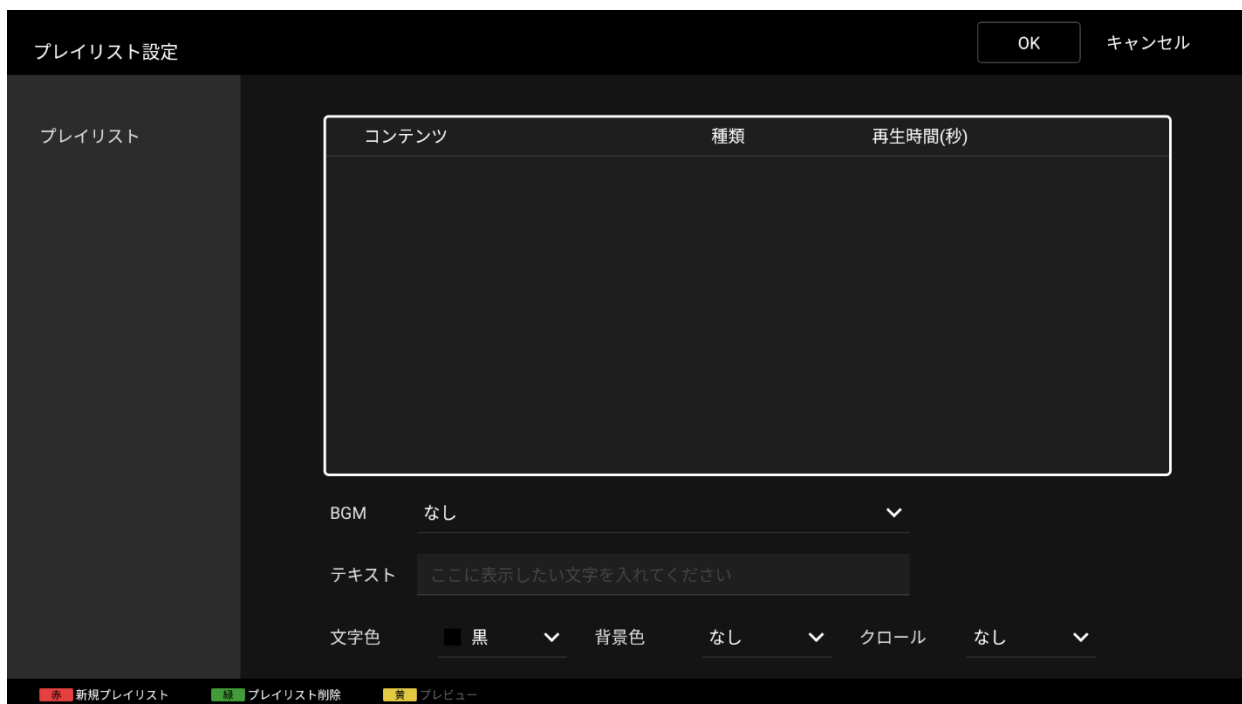 プレイリスト設定 OK キャンセル
プレイリスト
コンテンツ 種類 再生時間(秒)
BGM なし
テキスト ここに表示したい文字を入れてください
文字色 黒 背景色 なし クロール なし
赤 新規プレイリスト 緑 プレイリスト削除 黄 プレビュー